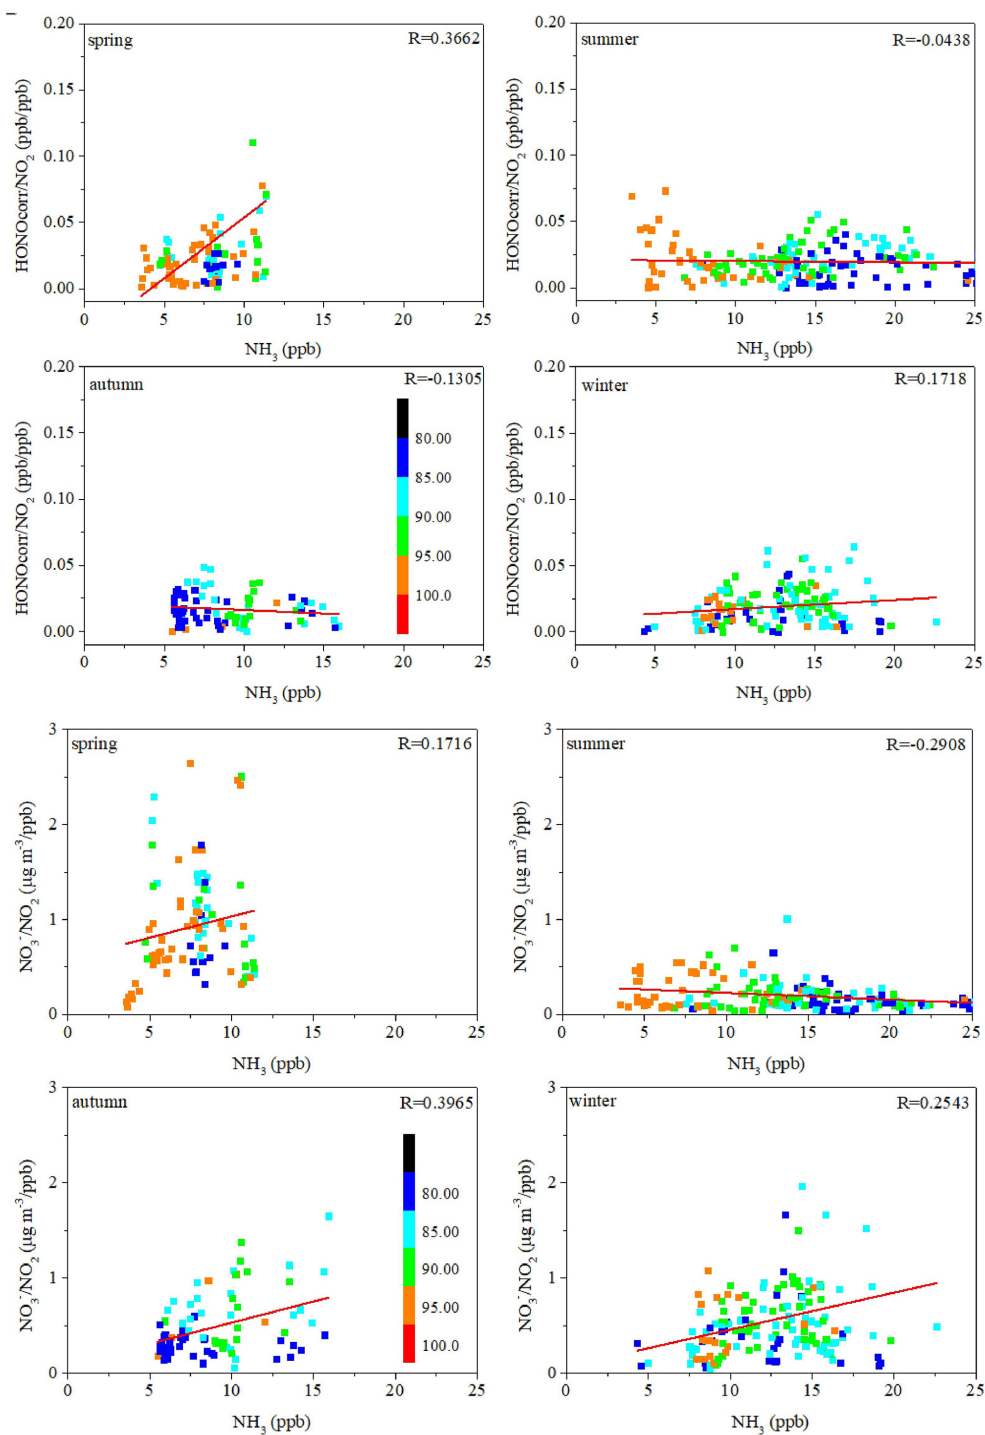 spring R=0.3662
HONOcorr/NO₂ (ppb/ppb)
0.20
0.15
0.10
0.05
0.00
0 5 10 15 20 25
NH₃ (ppb)
summer R=-0.0438
HONOcorr/NO₂ (ppb/ppb)
0.20
0.15
0.10
0.05
0.00
0 5 10 15 20 25
NH₃ (ppb)
autumn R=-0.1305
HONOcorr/NO₂ (ppb/ppb)
0.20
0.15
0.10
0.05
0.00
80.00
85.00
90.00
95.00
100.0
0 5 10 15 20 25
NH₃ (ppb)
winter R=0.1718
HONOcorr/NO₂ (ppb/ppb)
0.20
0.15
0.10
0.05
0.00
0 5 10 15 20 25
NH₃ (ppb)
spring R=0.1716
NO₃⁻/NO₂ (µg m⁻³/ppb)
3
2
1
0
0 5 10 15 20 25
NH₃ (ppb)
summer R=-0.2908
NO₃⁻/NO₂ (µg m⁻³/ppb)
3
2
1
0
0 5 10 15 20 25
NH₃ (ppb)
autumn R=0.3965
NO₃⁻/NO₂ (µg m⁻³/ppb)
3
2
1
0
80.00
85.00
90.00
95.00
100.0
0 5 10 15 20 25
NH₃ (ppb)
winter R=0.2543
NO₃⁻/NO₂ (µg m⁻³/ppb)
3
2
1
0
0 5 10 15 20 25
NH₃ (ppb)